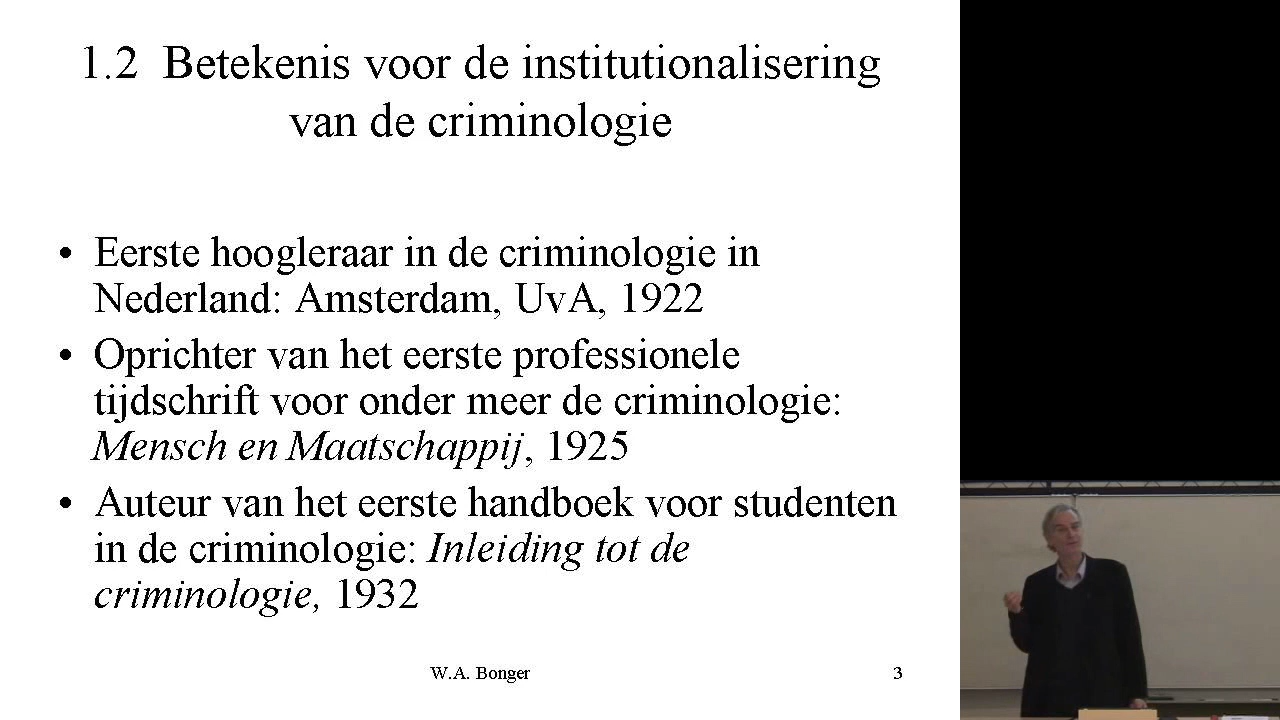 1.2 Betekenis voor de institutionalisering
van de criminologie
• Eerste hoogleraar in de criminologie in
Nederland: Amsterdam, UvA, 1922
• Oprichter van het eerste professionele
tijdschrift voor onder meer de criminologie:
Mensch en Maatschappij, 1925
• Auteur van het eerste handboek voor studenten
in de criminologie: Inleiding tot de
criminologie, 1932
W.A. Bonger
3